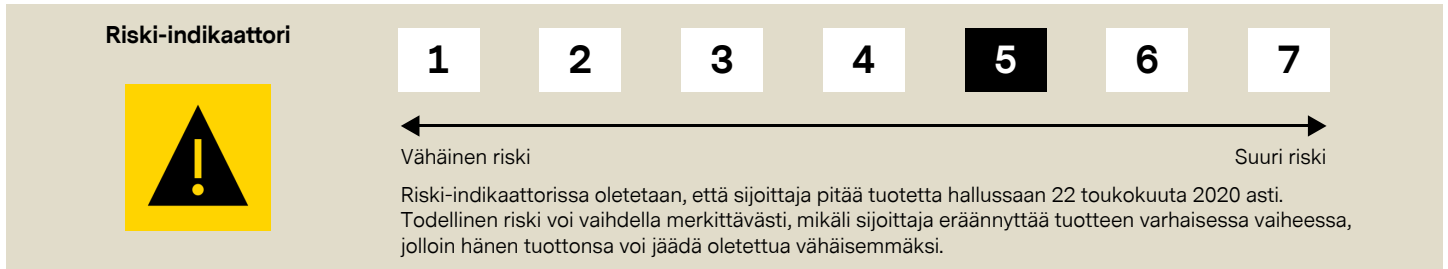 Riski-indikaattori
1 2 3 4 5 6 7
!
Vähäinen riski Suuri riski
Riski-indikaattorissa oletetaan, että sijoittaja pitää tuotetta hallussaan 22 toukokuuta 2020 asti.
Todellinen riski voi vaihdella merkittävästi, mikäli sijoittaja eräännyttää tuotteen varhaisessa vaiheessa,
jolloin hänen tuottonsa voi jäädä oletettua vähäisemmäksi.